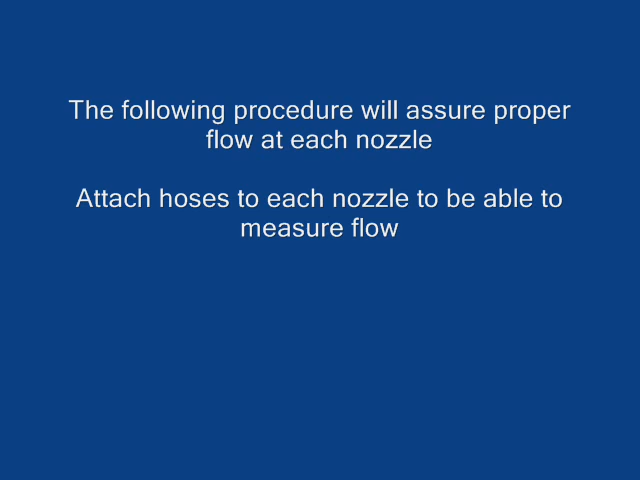 The following procedure will assure proper
flow at each nozzle
Attach hoses to each nozzle to be able to
measure flow